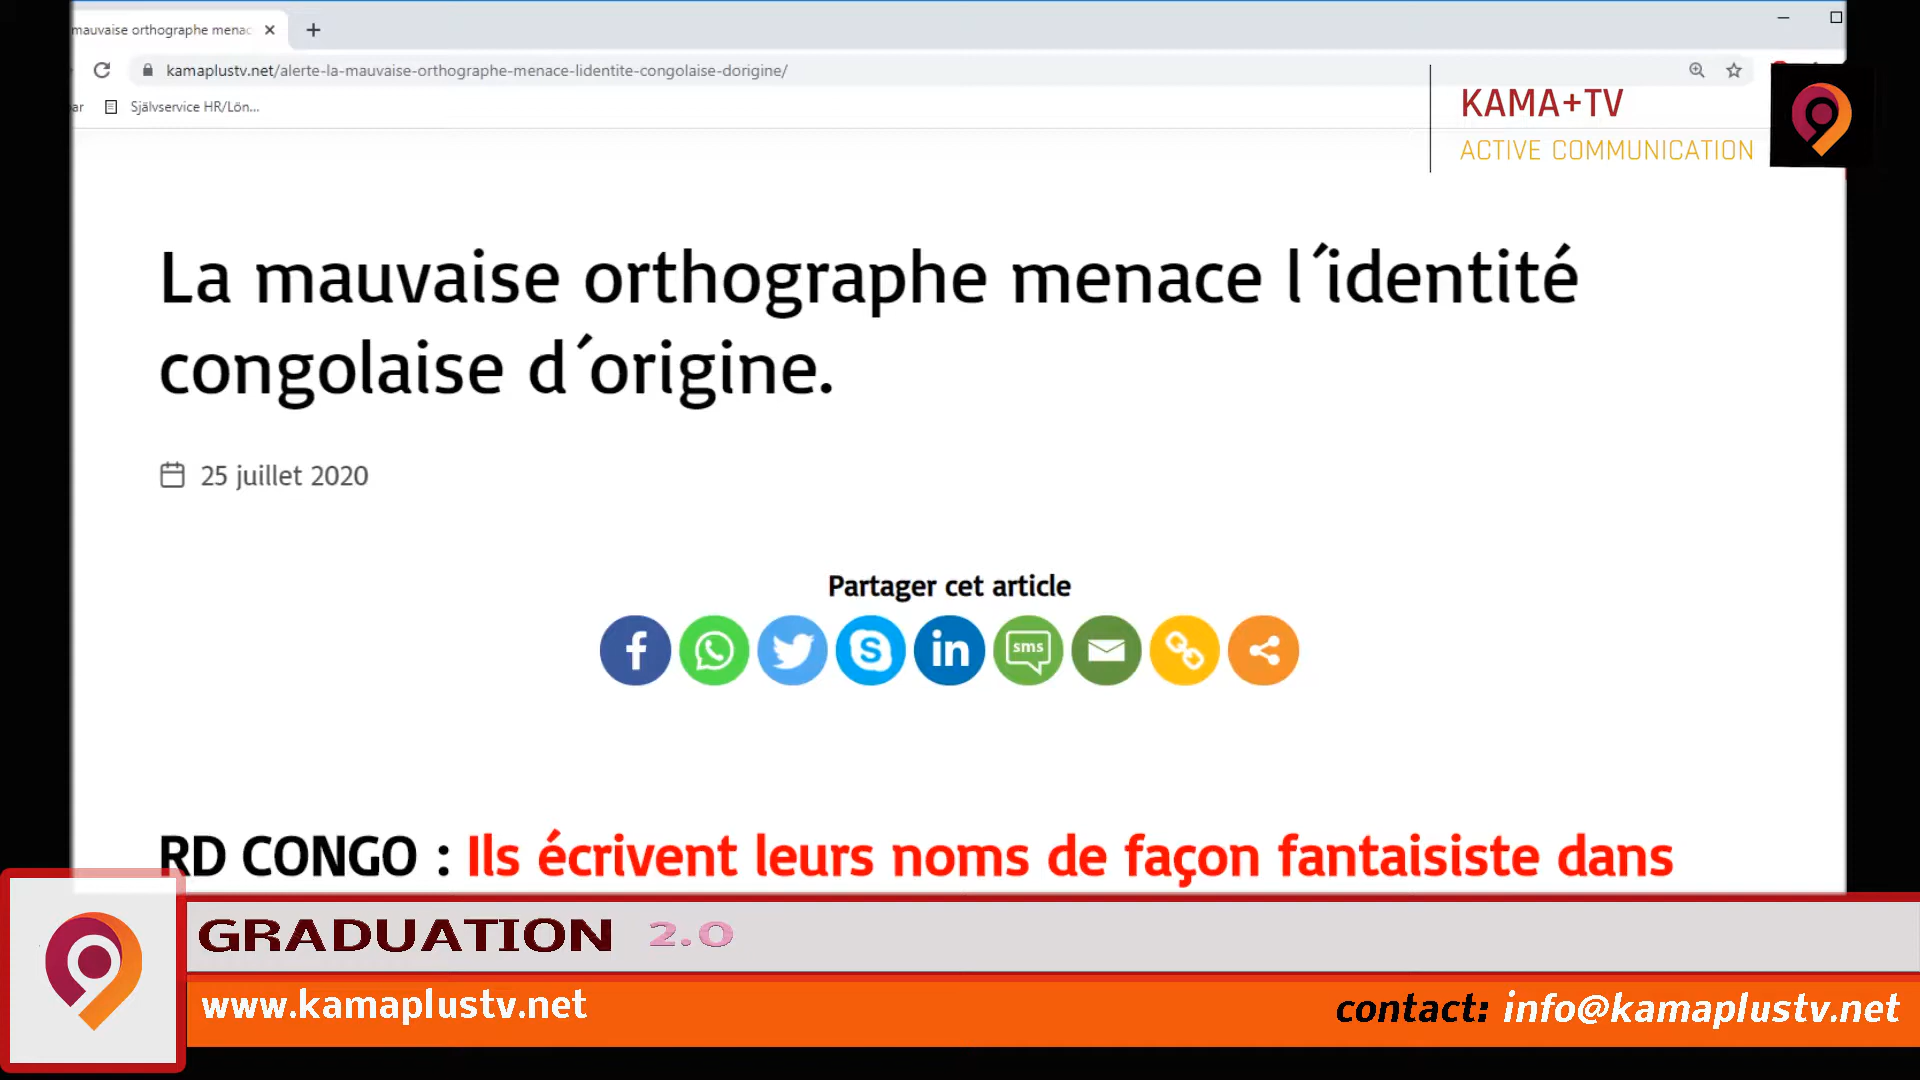 mauvaise orthographe menac
kamaplustv.net/alerte-la-mauvaise-orthographe-menace-lidentite-congolaise-dorigine/
ar Självservice HR/Lön...
KAMA+TV
ACTIVE COMMUNICATION
La mauvaise orthographe menace l´identité
congolaise d´origine.
25 juillet 2020
Partager cet article
sms
RD CONGO : Ils écrivent leurs noms de façon fantaisiste dans
GRADUATION 2.0
www.kamaplustv.net
contact: info@kamaplustv.net